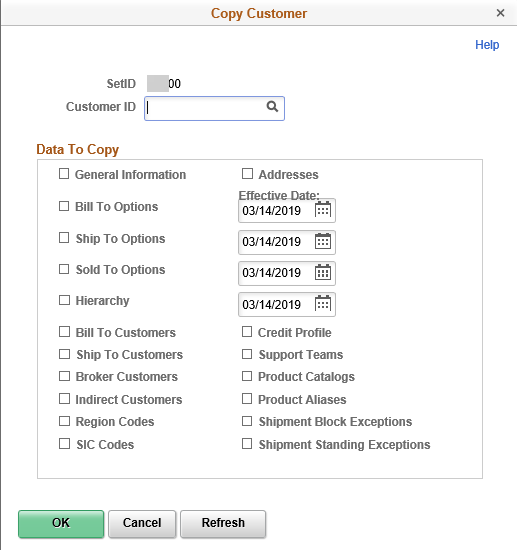 Copy Customer ×
Help
SetID 00
Customer ID
Data To Copy
General Information Addresses
Effective Date:
Bill To Options 03/14/2019
Ship To Options 03/14/2019
Sold To Options 03/14/2019
Hierarchy 03/14/2019
Bill To Customers Credit Profile
Ship To Customers Support Teams
Broker Customers Product Catalogs
Indirect Customers Product Aliases
Region Codes Shipment Block Exceptions
SIC Codes Shipment Standing Exceptions
OK Cancel Refresh